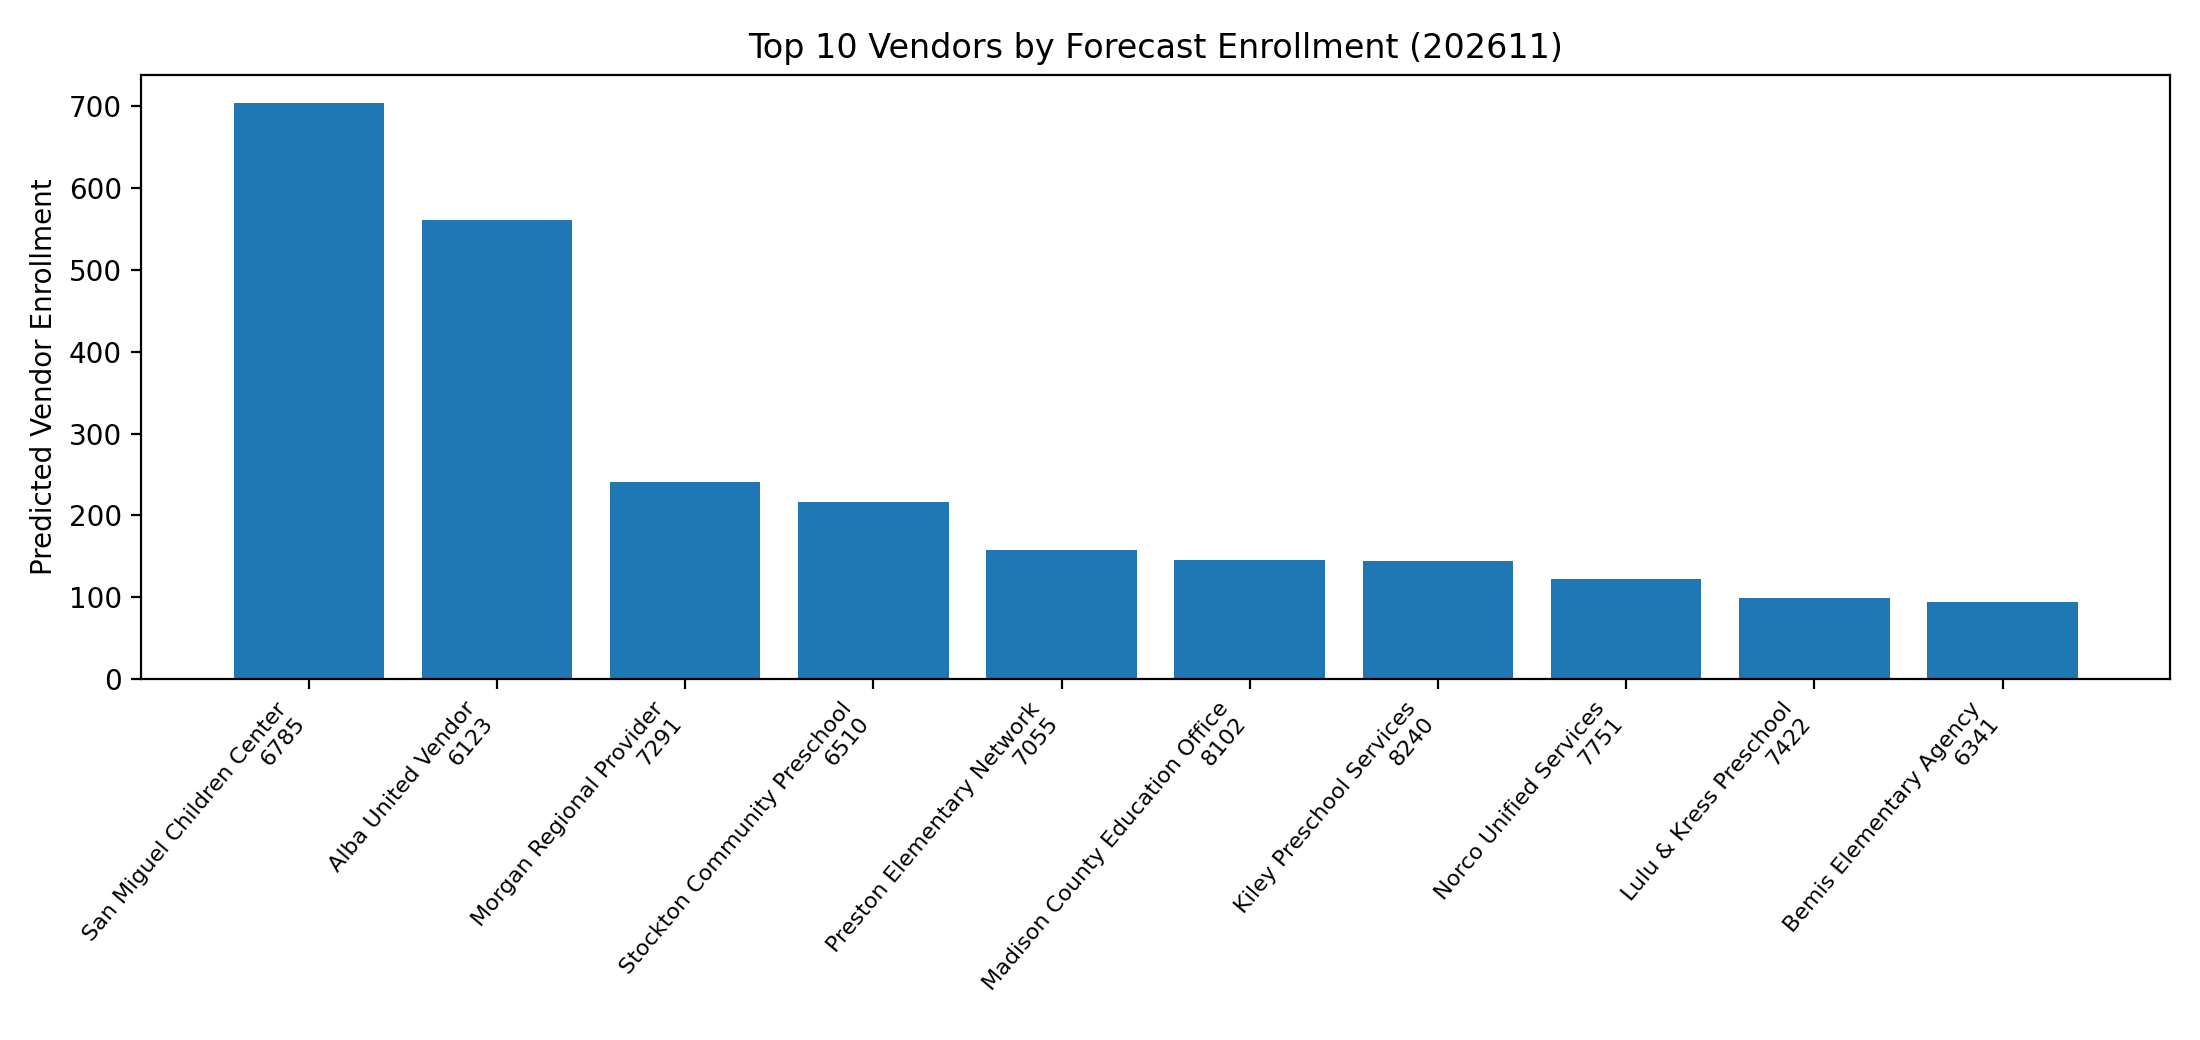 Top 10 Vendors by Forecast Enrollment (202611)
Predicted Vendor Enrollment
700
600
500
400
300
200
100
0
San Miguel Children Center
6785
Alba United Vendor
6123
Morgan Regional Provider
7291
Stockton Community Preschool
6510
Preston Elementary Network
7055
Madison County Education Office
8102
Kiley Preschool Services
8240
Norco Unified Services
7751
Lulu & Kress Preschool
7422
Bemis Elementary Agency
6341